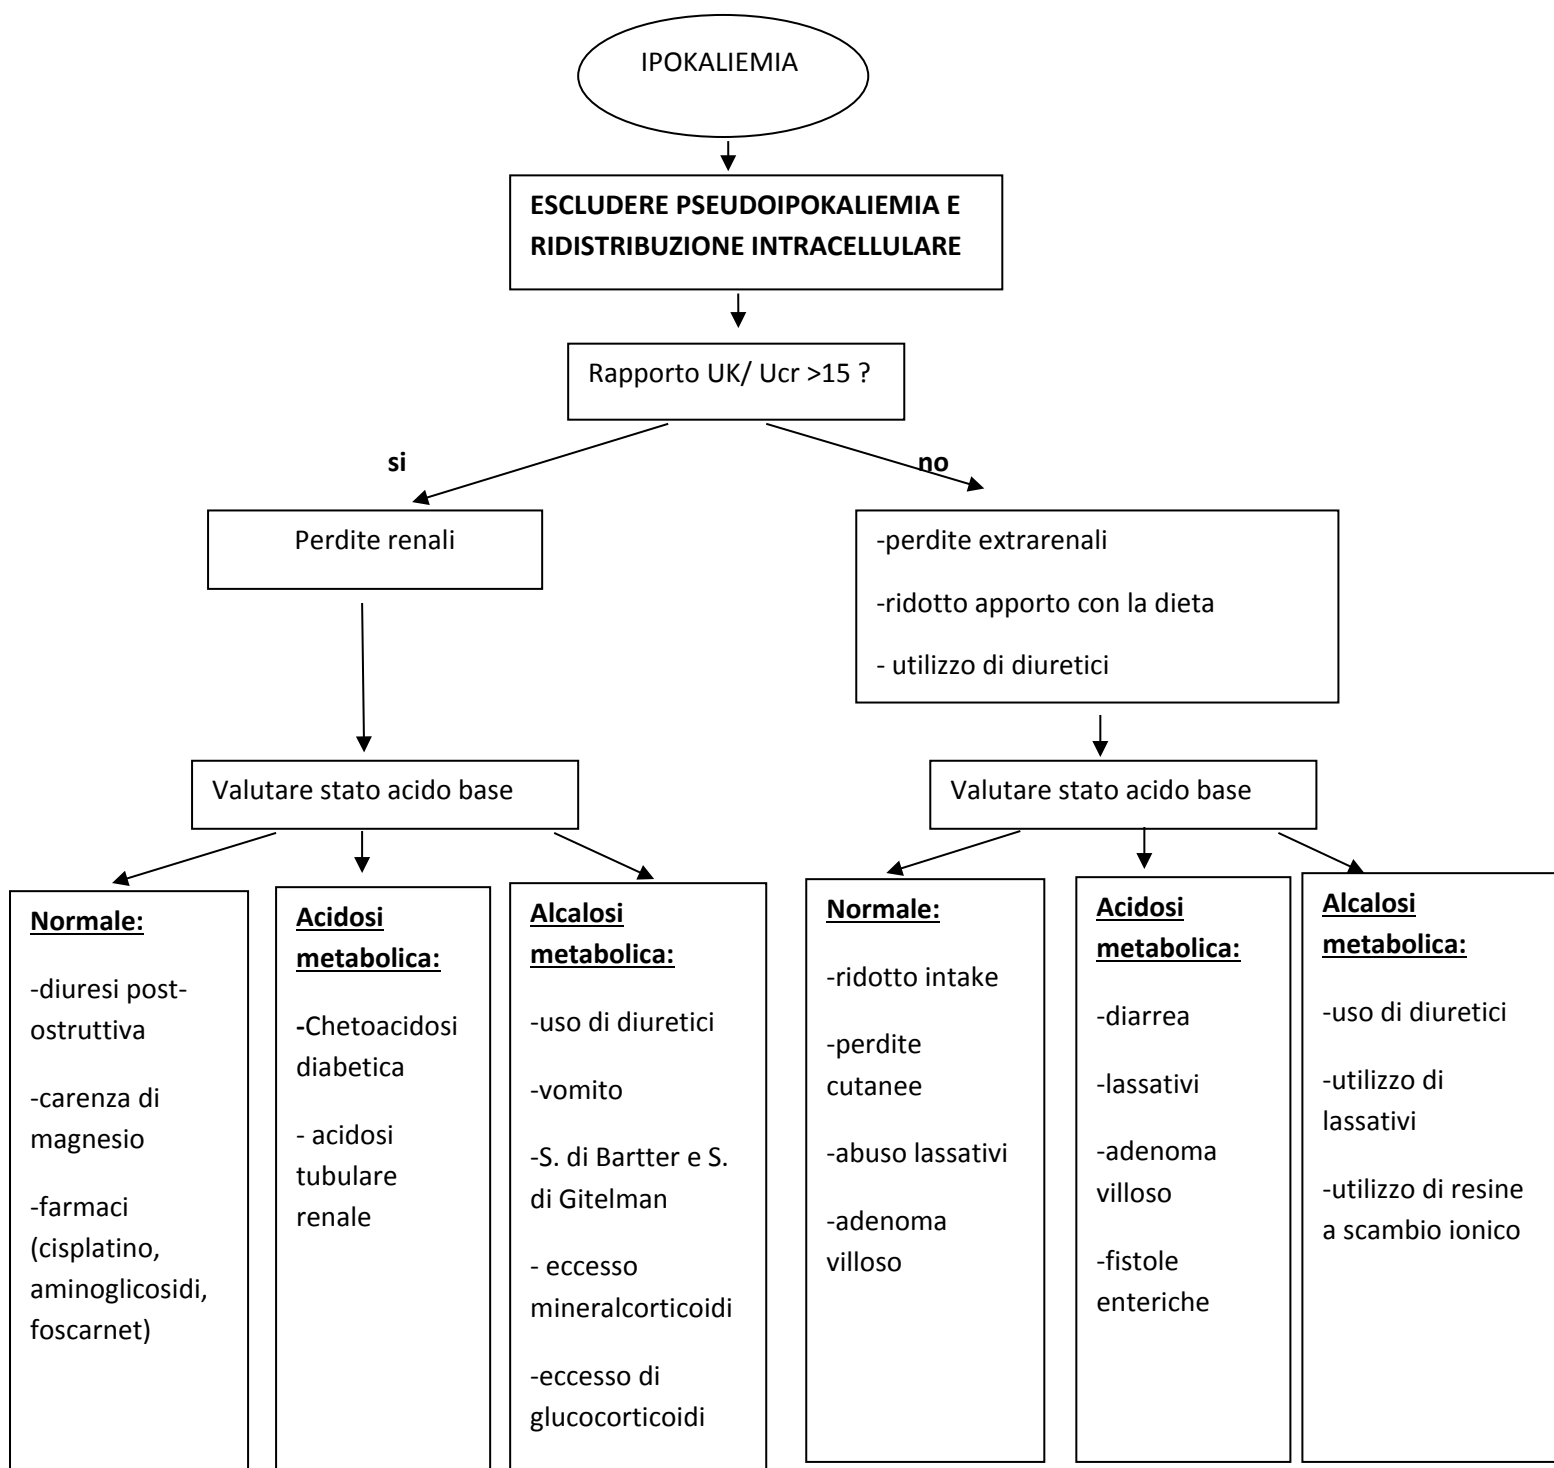 IPOKALIEMIA
ESCLUDERE PSEUDOIPOKALIEMIA E
RIDISTRIBUZIONE INTRACELLULARE
Rapporto UK/ Ucr >15 ?
si
no
Perdite renali
-perdite extrarenali
-ridotto apporto con la dieta
- utilizzo di diuretici
Valutare stato acido base
Valutare stato acido base
Normale:
-diuresi post-
ostruttiva
-carenza di
magnesio
-farmaci
(cisplatino,
aminoglicosidi,
foscarnet)
Acidosi
metabolica:
-Chetoacidosi
diabetica
- acidosi
tubulare
renale
Alcalosi
metabolica:
-uso di diuretici
-vomito
-S. di Bartter e S.
di Gitelman
- eccesso
mineralcorticoidi
-eccesso di
glucocorticoidi
Normale:
-ridotto intake
-perdite
cutanee
-abuso lassativi
-adenoma
villoso
Acidosi
metabolica:
-diarrea
-lassativi
-adenoma
villoso
-fistole
enteriche
Alcalosi
metabolica:
-uso di diuretici
-utilizzo di
lassativi
-utilizzo di resine
a scambio ionico